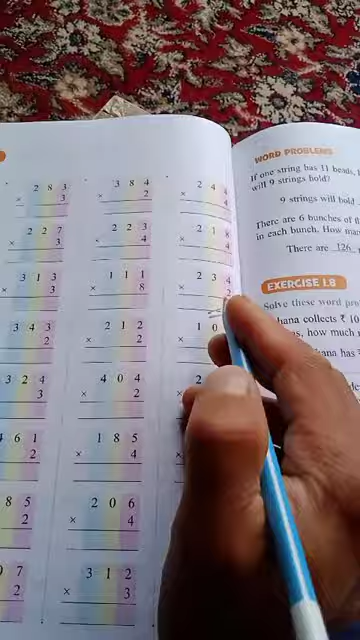 2 8 3
× 3
3 8 4
× 2
2 4 4
× 4
2 2 7
× 3
2 2 3
× 4
2 1 8
× 4
3 1 3
× 3
1 1 1
× 8
2 3 4
×
3 4 3
2
2 1 2
× 2
1 0
×
3 2 4
3
4 0 4
× 2
2
×
6 1
2
1 8 5
× 4
×
8 5
2
2 0 6
× 4
9 7
2
3 1 2
× 3
WORD PROBLEMS
If one string has 11 beads,
will 9 strings hold?
9 strings will hold
There are 6 bunches of
in each bunch. How
There are 126
EXERCISE 1.8
Solve these word
collects ₹ 10
how much
has